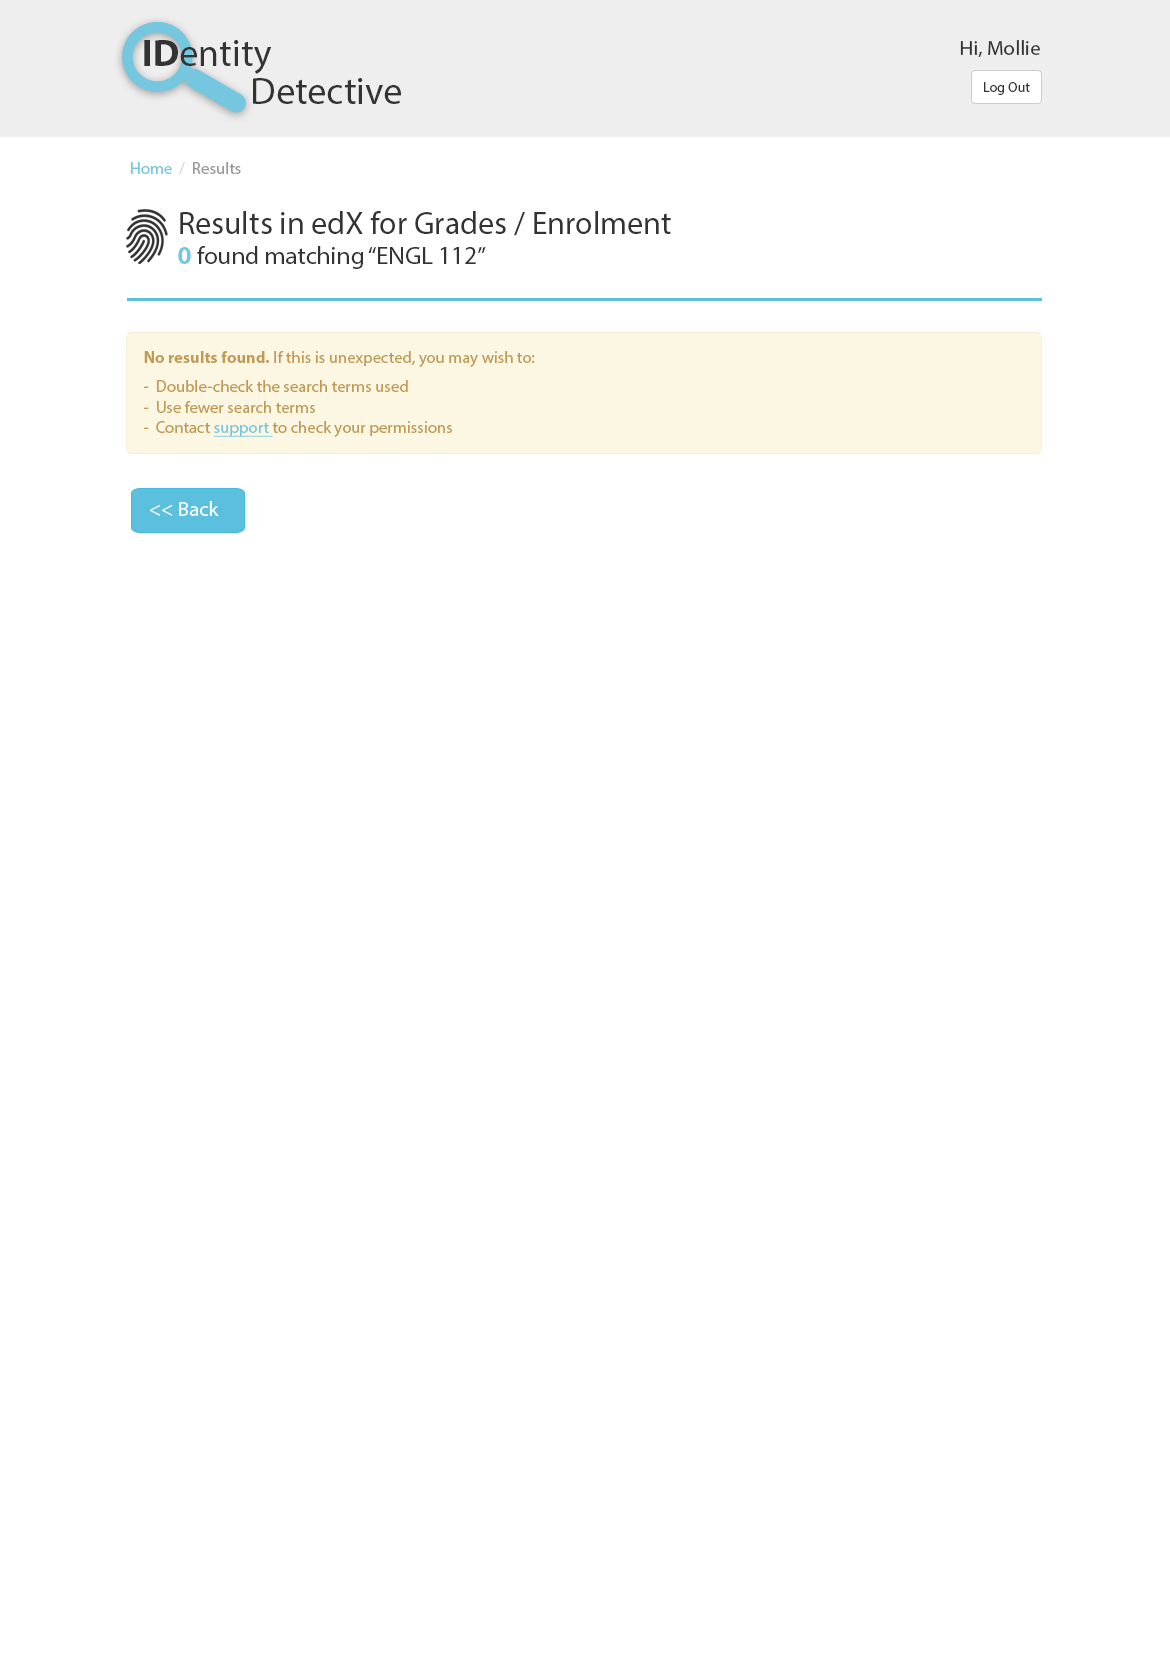 IDentity
Detective
Hi, Mollie
Log Out
Home / Results
Results in edX for Grades / Enrolment
0 found matching “ENGL 112”
No results found. If this is unexpected, you may wish to:
- Double-check the search terms used
- Use fewer search terms
- Contact support to check your permissions
<< Back